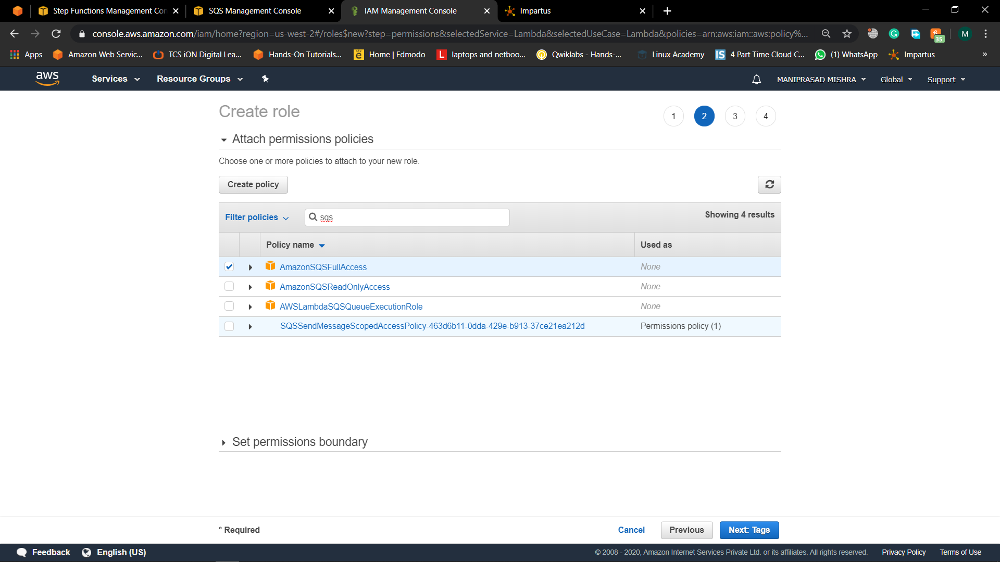 Step Functions Management Con
SQS Management Console
IAM Management Console
Impartus
console.aws.amazon.com/iam/home?region=us-west-2#/roles$new?step=permissions&selectedService=Lambda&selectedUseCase=Lambda&policies=arn:aws:iam::aws:policy%...
35
M
Apps
Amazon Web Servic...
TCS iON Digital Lea...
Hands-On Tutorials...
Home | Edmodo
laptops and netboo...
Qwiklabs - Hands-...
Linux Academy
4 Part Time Cloud C...
(1) WhatsApp
Impartus
»
aws
Services
Resource Groups
MANIPRASAD MISHRA
Global
Support
Create role
1
2
3
4
Attach permissions policies
Choose one or more policies to attach to your new role.
Create policy
Filter policies
sqs
Showing 4 results
Policy name
Used as
AmazonSQSFullAccess
None
AmazonSQSReadOnlyAccess
None
AWSLambdaSQSQueueExecutionRole
None
SQSSendMessageScopedAccessPolicy-463d6b11-0dda-429e-b913-37ce21ea212d
Permissions policy (1)
Set permissions boundary
* Required
Cancel
Previous
Next: Tags
Feedback
English (US)
© 2008 - 2020, Amazon Internet Services Private Ltd. or its affiliates. All rights reserved.
Privacy Policy
Terms of Use